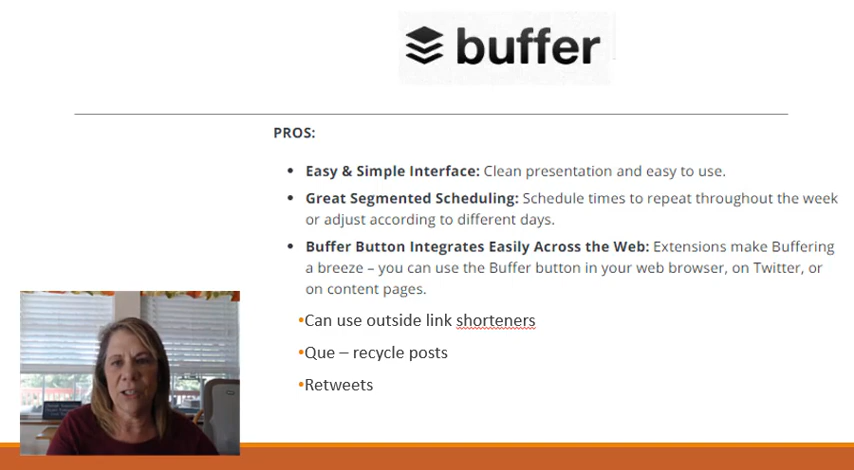 buffer
PROS:
• Easy & Simple Interface: Clean presentation and easy to use.
• Great Segmented Scheduling: Schedule times to repeat throughout the week
or adjust according to different days.
• Buffer Button Integrates Easily Across the Web: Extensions make Buffering
a breeze – you can use the Buffer button in your web browser, on Twitter, or
on content pages.
•Can use outside link shorteners
•Que – recycle posts
•Retweets